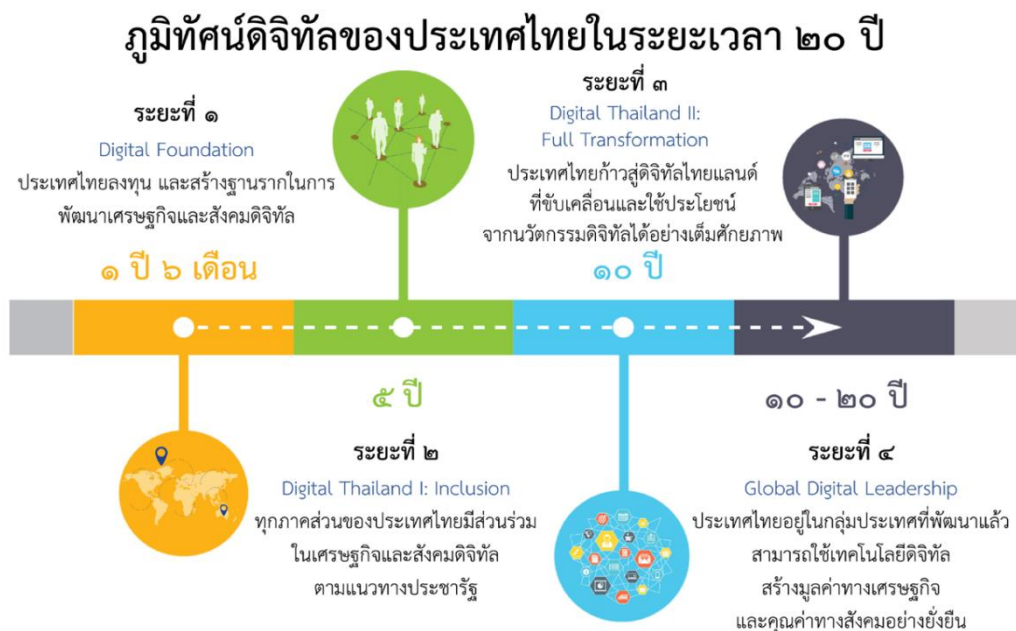 ภูมิทัศน์ดิจิทัลของประเทศไทยในระยะเวลา ๒๐ ปี
ระยะที่ ๑
Digital Foundation
ประเทศไทยลงทุน และสร้างฐานรากในการ
พัฒนาเศรษฐกิจและสังคมดิจิทัล
๑ ปี ๖ เดือน
๕ ปี
ระยะที่ ๒
Digital Thailand I: Inclusion
ทุกภาคส่วนของประเทศไทยมีส่วนร่วม
ในเศรษฐกิจและสังคมดิจิทัล
ตามแนวทางประชารัฐ
ระยะที่ ๓
Digital Thailand II:
Full Transformation
ประเทศไทยก้าวสู่ดิจิทัลไทยแลนด์
ที่ขับเคลื่อนและใช้ประโยชน์
จากนวัตกรรมดิจิทัลได้อย่างเต็มศักยภาพ
๑๐ ปี
๑๐ - ๒๐ ปี
ระยะที่ ๔
Global Digital Leadership
ประเทศไทยอยู่ในกลุ่มประเทศที่พัฒนาแล้ว
สามารถใช้เทคโนโลยีดิจิทัล
สร้างมูลค่าทางเศรษฐกิจ
และคุณค่าทางสังคมอย่างยั่งยืน